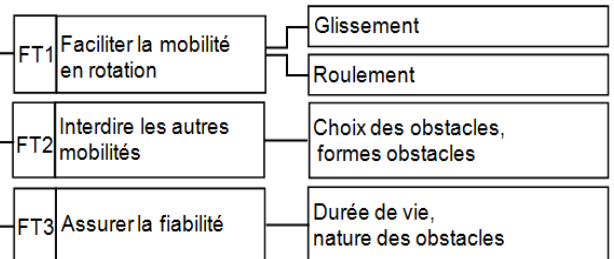 FT1
Faciliter la mobilité
en rotation
Glissement
Roulement
FT2
Interdire les autres
mobilités
Choix des obstacles,
formes obstacles
FT3
Assurer la fiabilité
Durée de vie,
nature des obstacles